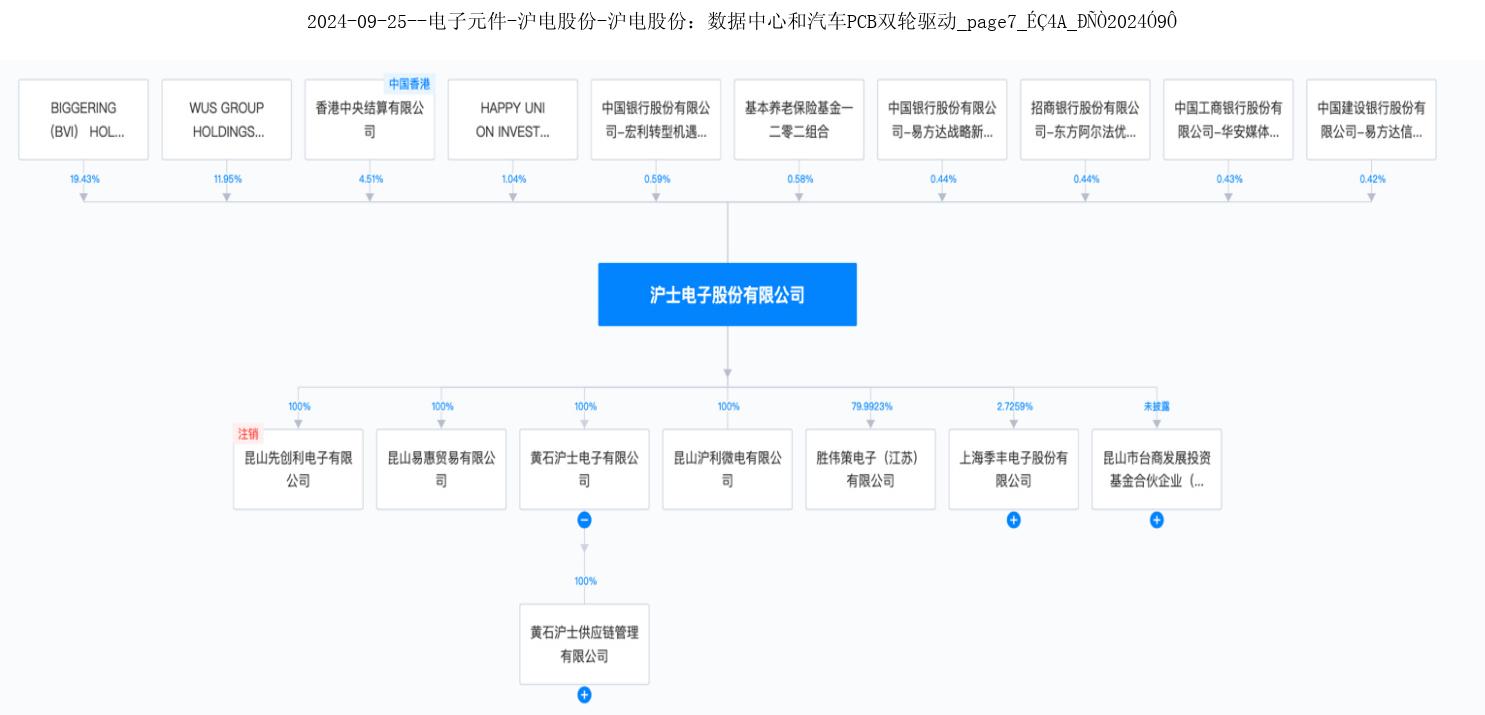 2024-09-25--电子元件-沪电股份-沪电股份：数据中心和汽车PCB双轮驱动_page7_ÉÇ4A_ÐÑÒ2024Ó9Ô
中国香港
BIGGERING
（BVI） HOL...
WUS GROUP
HOLDINGS...
香港中央结算有限公
司
HAPPY UNI
ON INVEST...
中国银行股份有限公
司-宏利转型机遇...
基本养老保险基金一
二零二组合
中国银行股份有限公
司-易方达战略新...
招商银行股份有限公
司-东方阿尔法优...
中国工商银行股份有
限公司-华安媒体...
中国建设银行股份有
限公司-易方达信...
19.43%
11.95%
4.51%
1.04%
0.59%
0.58%
0.44%
0.44%
0.43%
0.42%
沪士电子股份有限公司
100%
100%
100%
100%
79.9923%
2.7259%
未披露
注销
昆山先创利电子有限
公司
昆山易惠贸易有限公
司
黄石沪士电子有限公
司
昆山沪利微电有限公
司
胜伟策电子（江苏）
有限公司
上海季丰电子股份有
限公司
昆山市台商发展投资
基金合伙企业（...
100%
黄石沪士供应链管理
有限公司